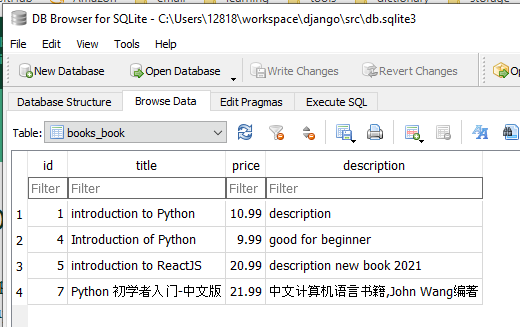 DB Browser for SQLite - C:\Users\12818\workspace\django\src\db.sqlite3
File Edit View Tools Help
New Database Open Database Write Changes Revert Changes
Database Structure Browse Data Edit Pragmas Execute SQL
Table: books_book
id title price description
Filter Filter Filter Filter
1 1 introduction to Python 10.99 description
2 4 Introduction of Python 9.99 good for beginner
3 5 introduction to ReactJS 20.99 description new book 2021
4 7 Python 初学者入门-中文版 21.99 中文计算机语言书籍,John Wang编著